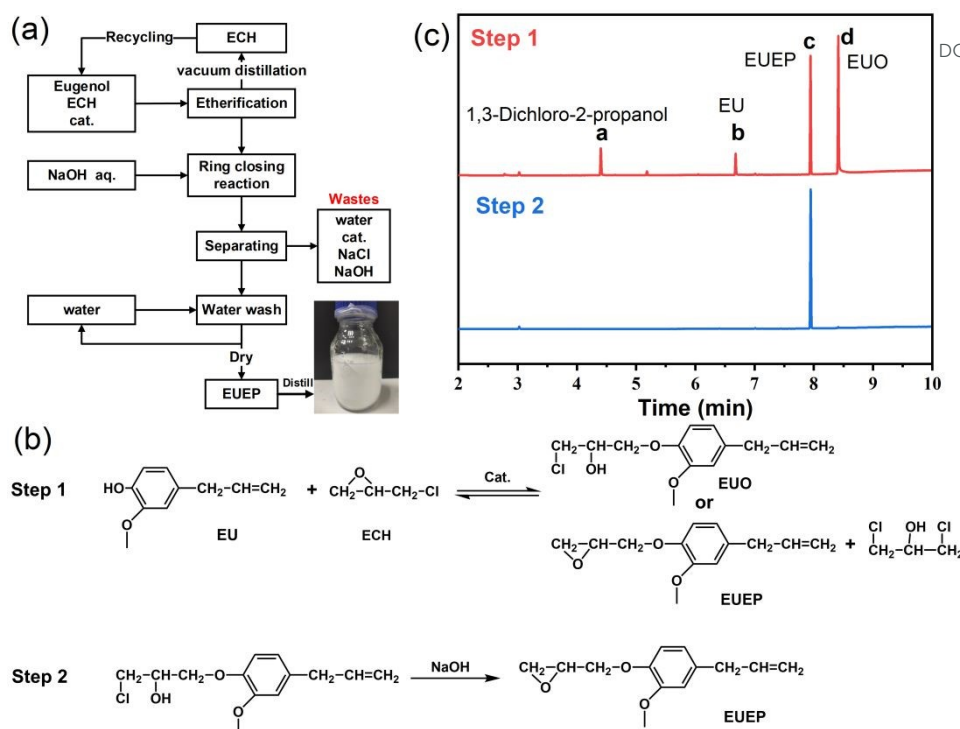 (a)
Recycling
ECH
vacuum distillation
Eugenol
ECH
cat.
Etherification
NaOH aq.
Ring closing
reaction
Wastes
Separating
water
cat.
NaCl
NaOH
water
Water wash
Dry
EUEP
Distill
(c)
Step 1
c
d
EUEP
EUO
1,3-Dichloro-2-propanol
EU
a
b
Step 2
2 3 4 5 6 7 8 9 10
Time (min)
DO
(b)
Step 1
HO
CH₂-CH=CH₂
O
EU
+
O
CH₂-CH-CH₂-Cl
ECH
Cat.
CH₂-CH-CH₂-O
CH₂-CH=CH₂
Cl
OH
O
EUO
or
CH₂-CH-CH₂-O
CH₂-CH=CH₂
O
O
EUEP
+
Cl
OH
Cl
CH₂-CH-CH₂
Step 2
CH₂-CH-CH₂-O
CH₂-CH=CH₂
Cl
OH
O
NaOH
CH₂-CH-CH₂-O
CH₂-CH=CH₂
O
O
EUEP